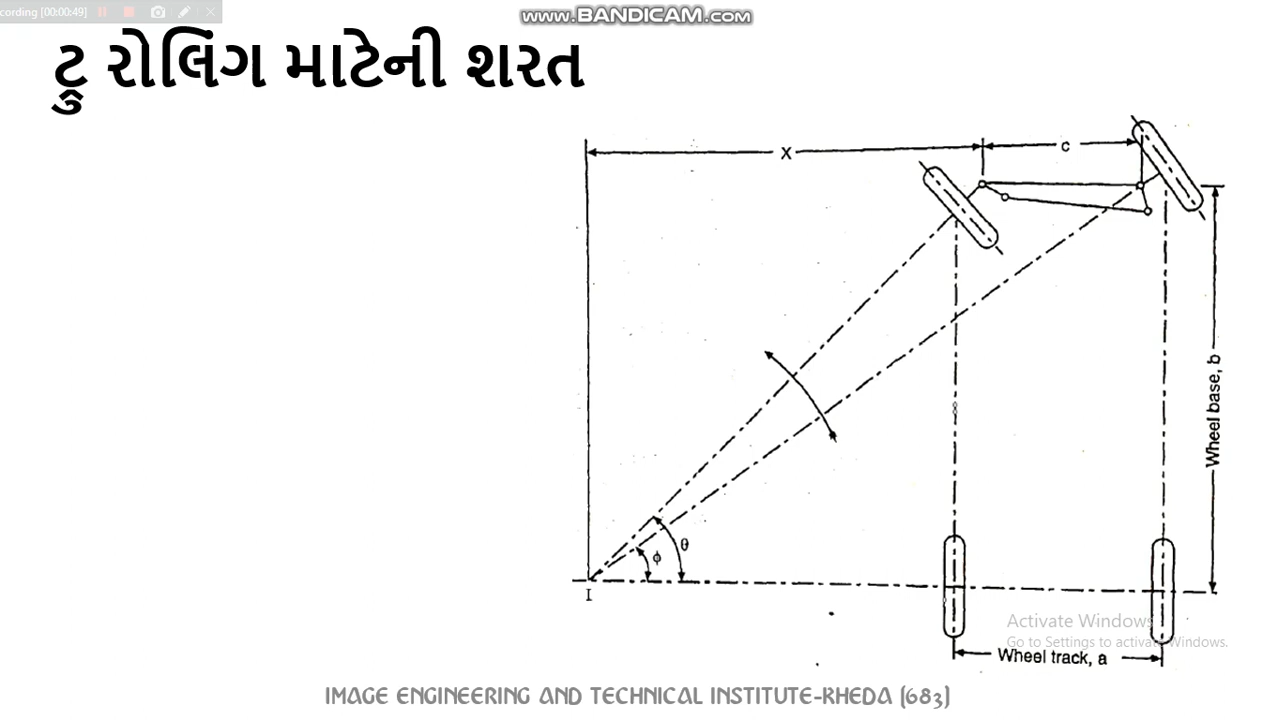 cording [00:00:49]
www.BANDICAM.com
ટ્રુ રોલિંગ માટેની શરત
X
c
Wheel base, b
θ
ϕ
I
Activate Windows
Go to Settings to activate Windows.
Wheel track, a
IMAGE ENGINEERING AND TECHNICAL INSTITUTE-KHEDA (683)